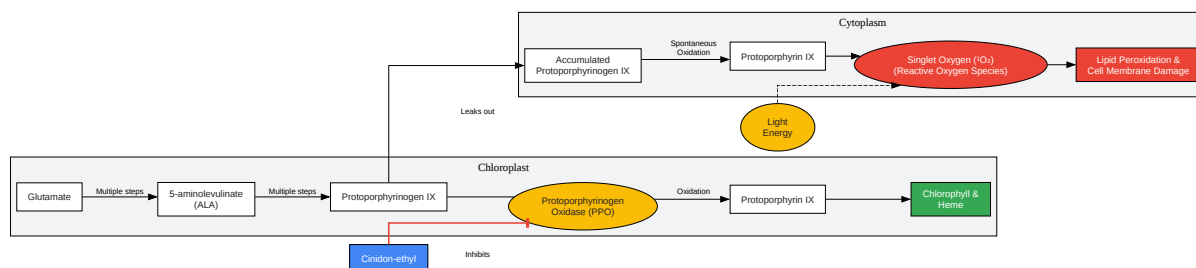 Cytoplasm
Accumulated
Protoporphyrinogen IX
Spontaneous
Oxidation
Protoporphyrin IX
Singlet Oxygen (¹O₂)
(Reactive Oxygen Species)
Lipid Peroxidation &
Cell Membrane Damage
Light
Energy
Leaks out
Chloroplast
Glutamate
Multiple steps
5-aminolevulinate
(ALA)
Multiple steps
Protoporphyrinogen IX
Protoporphyrinogen
Oxidase (PPO)
Oxidation
Protoporphyrin IX
Chlorophyll &
Heme
Cinidon-ethyl
Inhibits